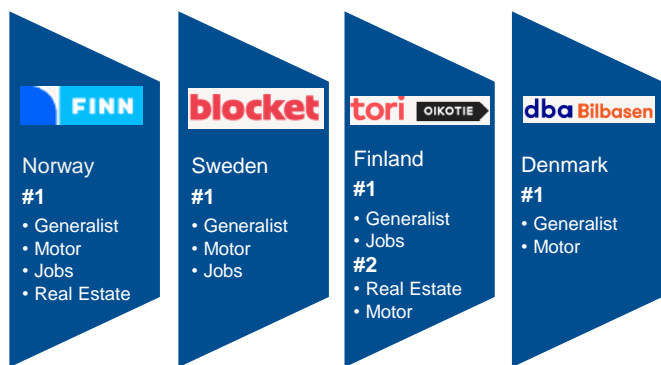 FINN
Norway
#1
• Generalist
• Motor
• Jobs
• Real Estate
blocket
Sweden
#1
• Generalist
• Motor
• Jobs
tori OIKOTIE
Finland
#1
• Generalist
• Jobs
#2
• Real Estate
• Motor
dba Bilbasen
Denmark
#1
• Generalist
• Motor